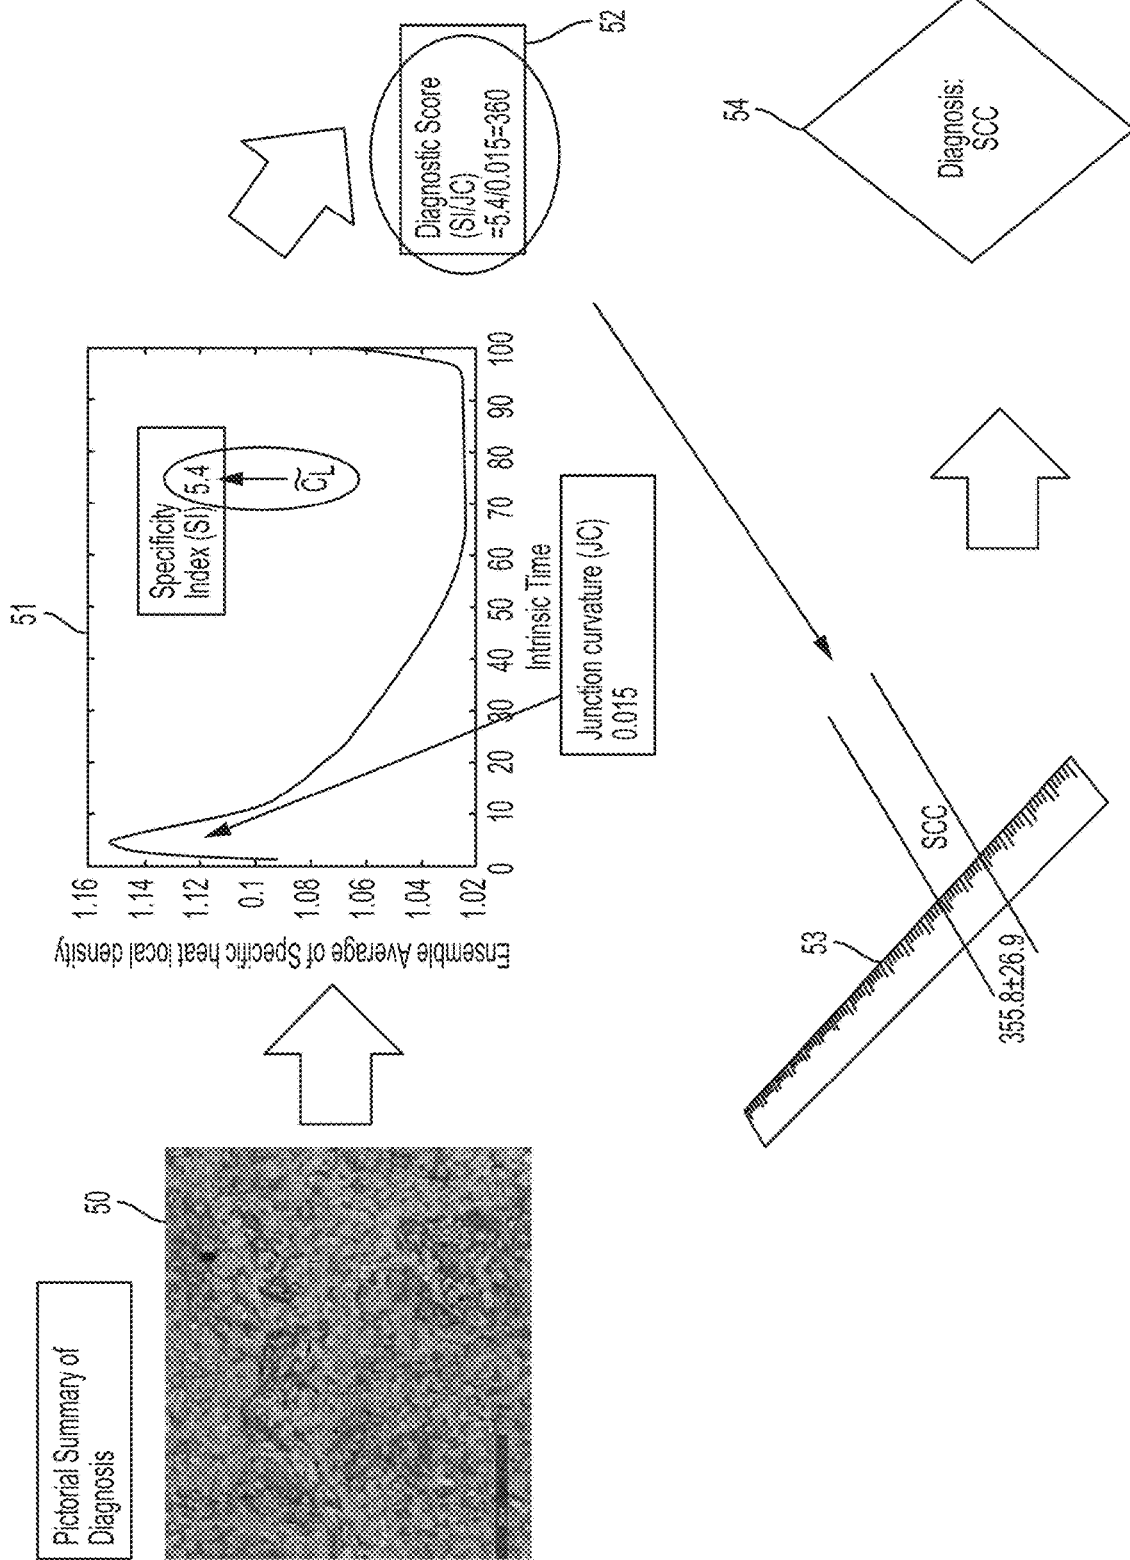 Pictorial Summary of
Diagnosis
50
51
Ensemble Average of Specific heat local density
1.16
1.14
1.12
0.1
1.08
1.06
1.04
1.02
0
10
20
30
40
50
60
70
80
90
100
Intrinsic Time
Specificity
Index (SI) 5.4
C̃L
Junction curvature (JC)
0.015
52
Diagnostic Score
(SI/JC)
=5.4/0.015=360
53
SCC
355.8±26.9
54
Diagnosis:
SCC